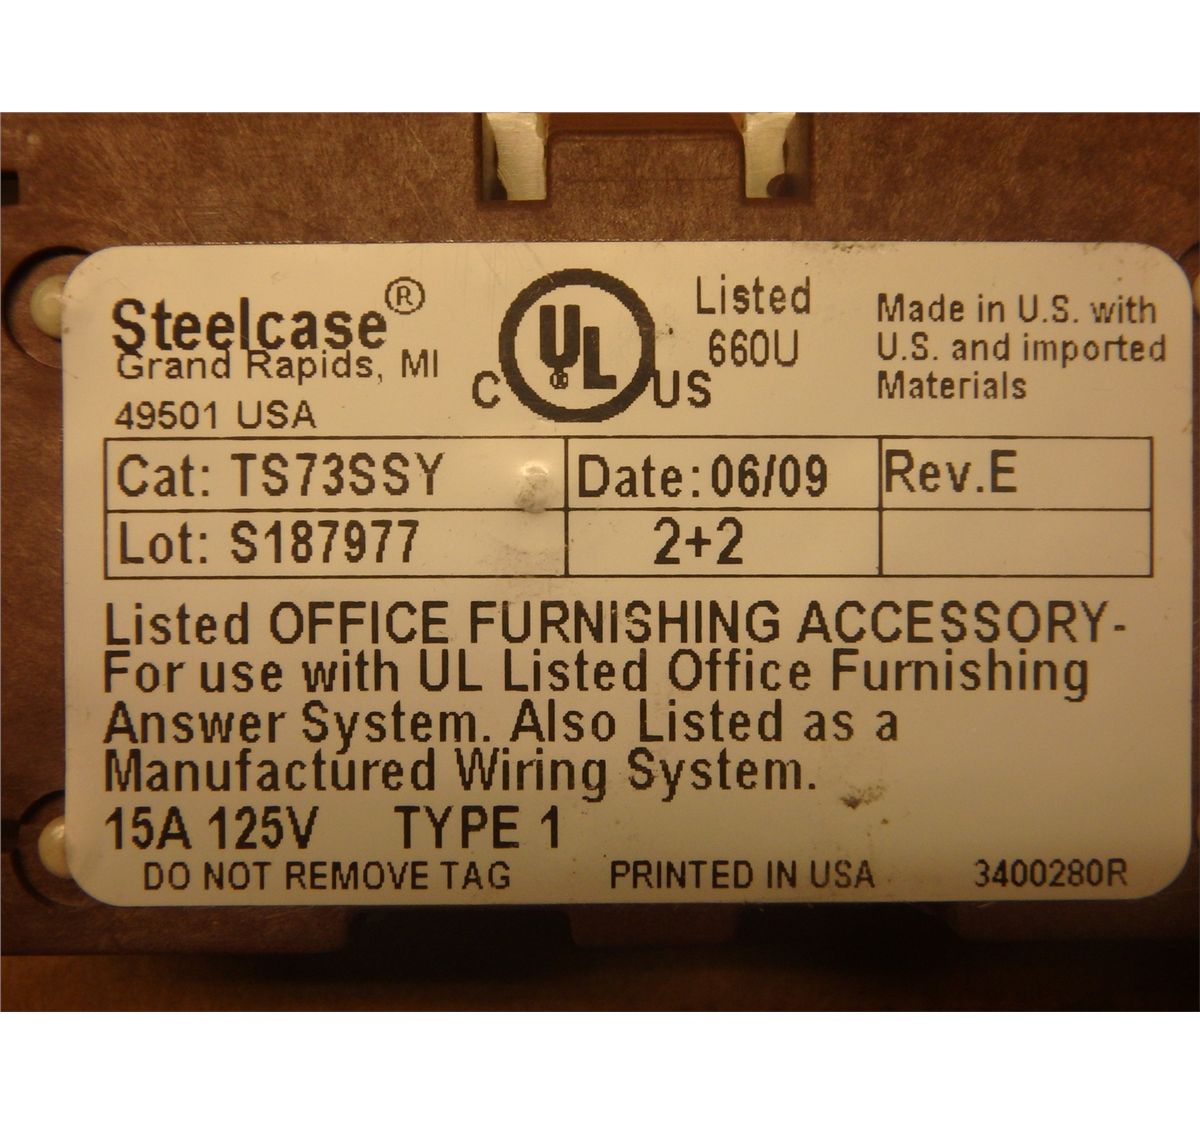 Steelcase®
Grand Rapids, MI
49501 USA
C UL US
Listed
660U
Made in U.S. with
U.S. and imported
Materials
Cat: TS73SSY Date: 06/09 Rev.E
Lot: S187977 2+2
Listed OFFICE FURNISHING ACCESSORY-
For use with UL Listed Office Furnishing
Answer System. Also Listed as a
Manufactured Wiring System.
15A 125V TYPE 1
DO NOT REMOVE TAG PRINTED IN USA 3400280R